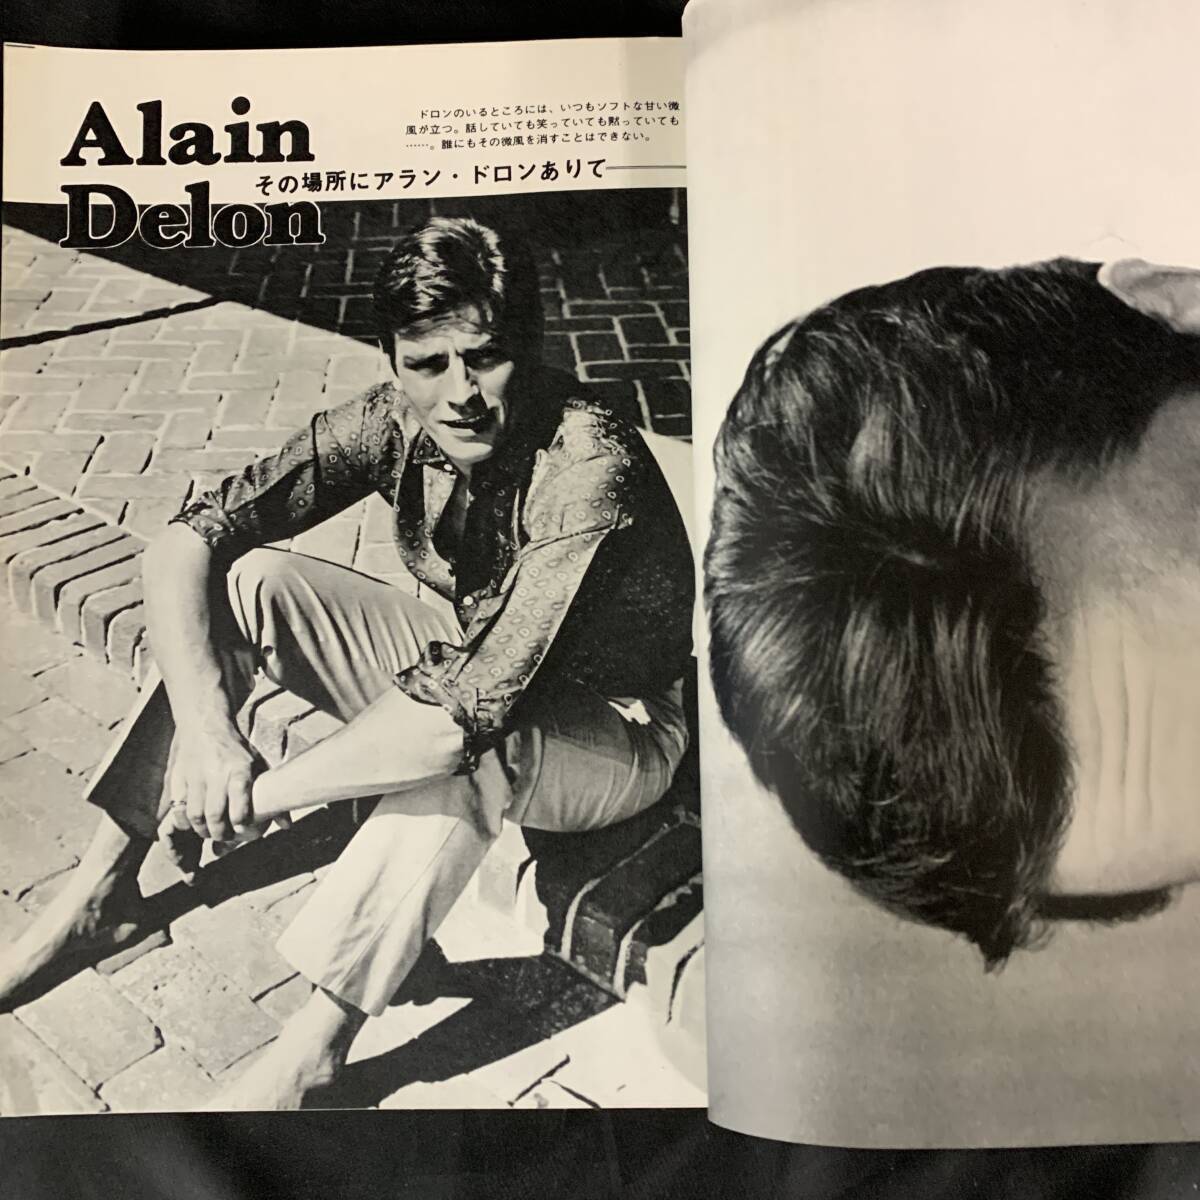 Alain
Delon
ドロンのいるところには、いつもソフトな甘い微
風が立つ。話していても笑っていても黙っていても
……。誰にもその微風を消すことはできない。
その場所にアラン・ドロンありて――